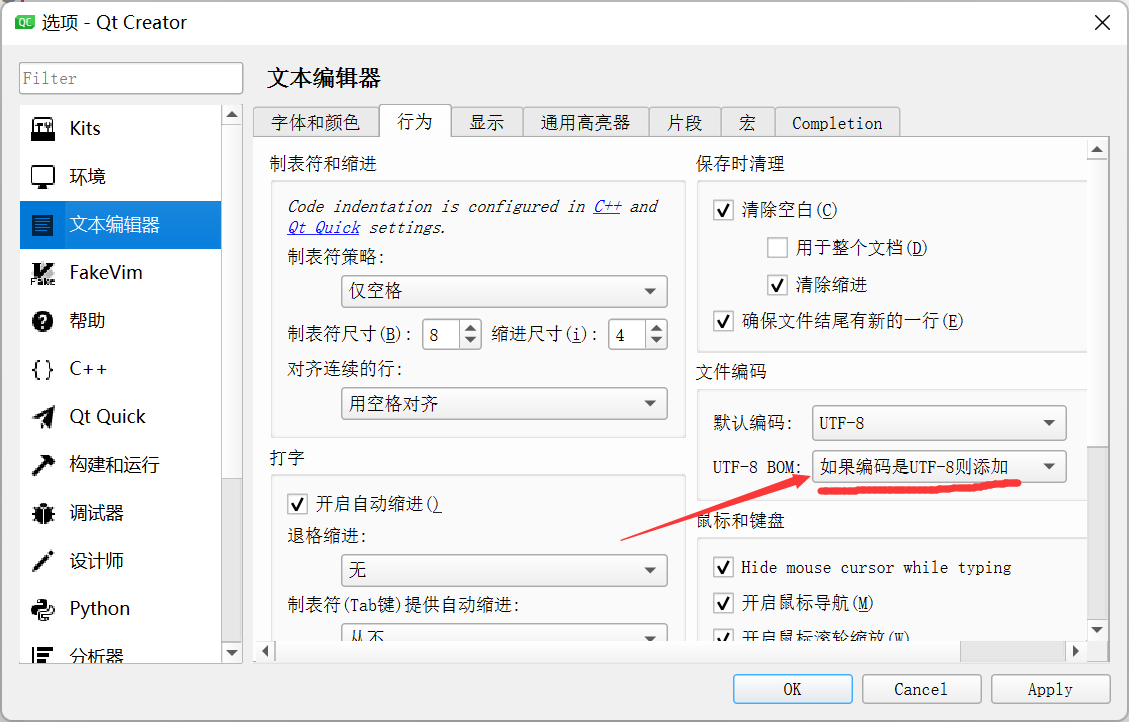 QC 选项 - Qt Creator
Filter
Kits
环境
文本编辑器
FakeVim
帮助
C++
Qt Quick
构建和运行
调试器
设计师
Python
分析器
文本编辑器
字体和颜色 行为 显示 通用高亮器 片段 宏 Completion
制表符和缩进
Code indentation is configured in C++ and
Qt Quick settings.
制表符策略:
仅空格
制表符尺寸(B): 8 缩进尺寸(i): 4
对齐连续的行:
用空格对齐
打字
开启自动缩进()
退格缩进:
无
制表符(Tab键)提供自动缩进:
从不
保存时清理
清除空白(C)
用于整个文档(D)
清除缩进
确保文件结尾有新的一行(E)
文件编码
默认编码: UTF-8
UTF-8 BOM: 如果编码是UTF-8则添加
鼠标和键盘
Hide mouse cursor while typing
开启鼠标导航(M)
开启鼠标滚轮缩放(W)
OK Cancel Apply